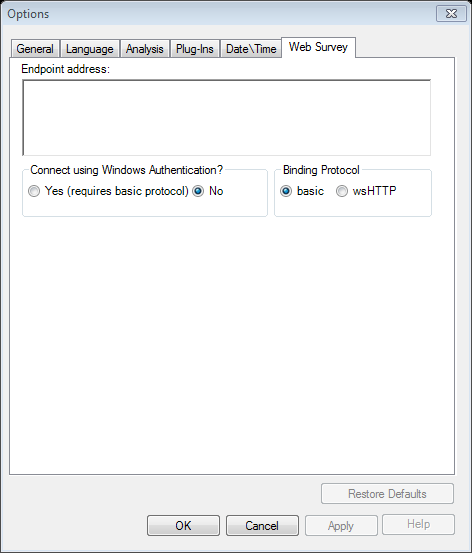 Options
General Language Analysis Plug-Ins Date\Time Web Survey
Endpoint address:
Connect using Windows Authentication? Binding Protocol
Yes (requires basic protocol) No basic wsHTTP
Restore Defaults
OK Cancel Apply Help